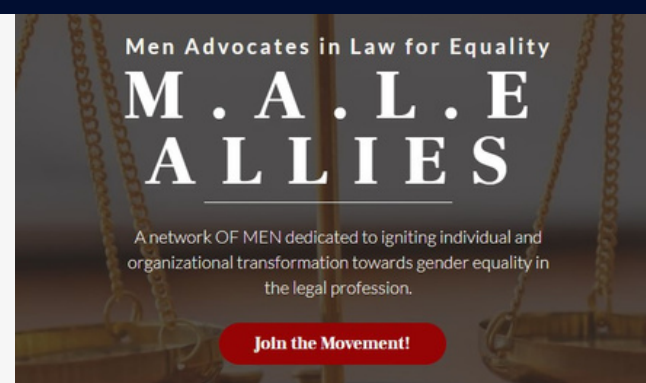 Men Advocates in Law for Equality
M.A.L.E
ALLIES
A network OF MEN dedicated to igniting individual and
organizational transformation towards gender equality in
the legal profession.
Join the Movement!